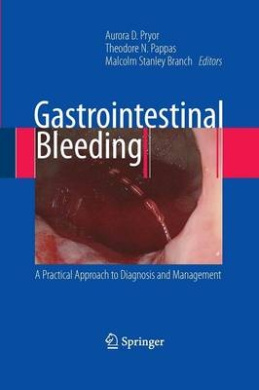 Aurora D. Pryor
Theodore N. Pappas
Malcolm Stanley Branch Editors
Gastrointestinal
Bleeding
A Practical Approach to Diagnosis and Management
Springer